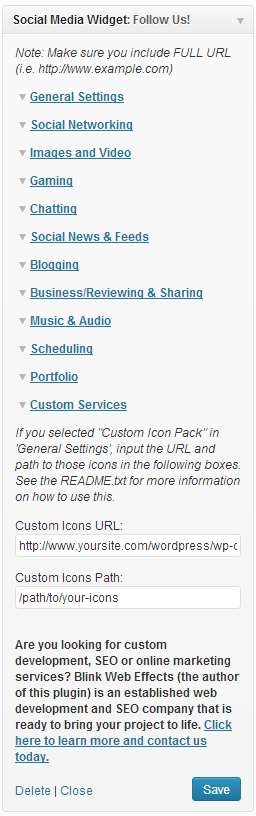 Social Media Widget: Follow Us!
Note: Make sure you include FULL URL
(i.e. http://www.example.com)
General Settings
Social Networking
Images and Video
Gaming
Chatting
Social News & Feeds
Blogging
Business/Reviewing & Sharing
Music & Audio
Scheduling
Portfolio
Custom Services
If you selected "Custom Icon Pack" in
'General Settings', input the URL and
path to those icons in the following boxes.
See the README.txt for more information
on how to use this.
Custom Icons URL:
http://www.yoursite.com/wordpress/wp-c
Custom Icons Path:
/path/to/your-icons
Are you looking for custom
development, SEO or online marketing
services? Blink Web Effects (the author
of this plugin) is an established web
development and SEO company that is
ready to bring your project to life. Click
here to learn more and contact us
today.
Delete | Close
Save